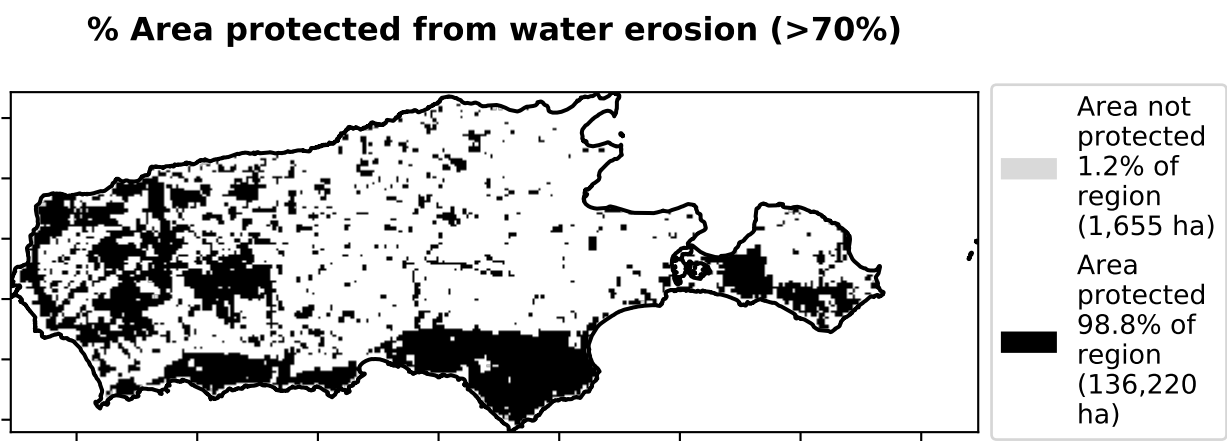 % Area protected from water erosion (>70%)
Area not
protected
1.2% of
region
(1,655 ha)
Area
protected
98.8% of
region
(136,220
ha)